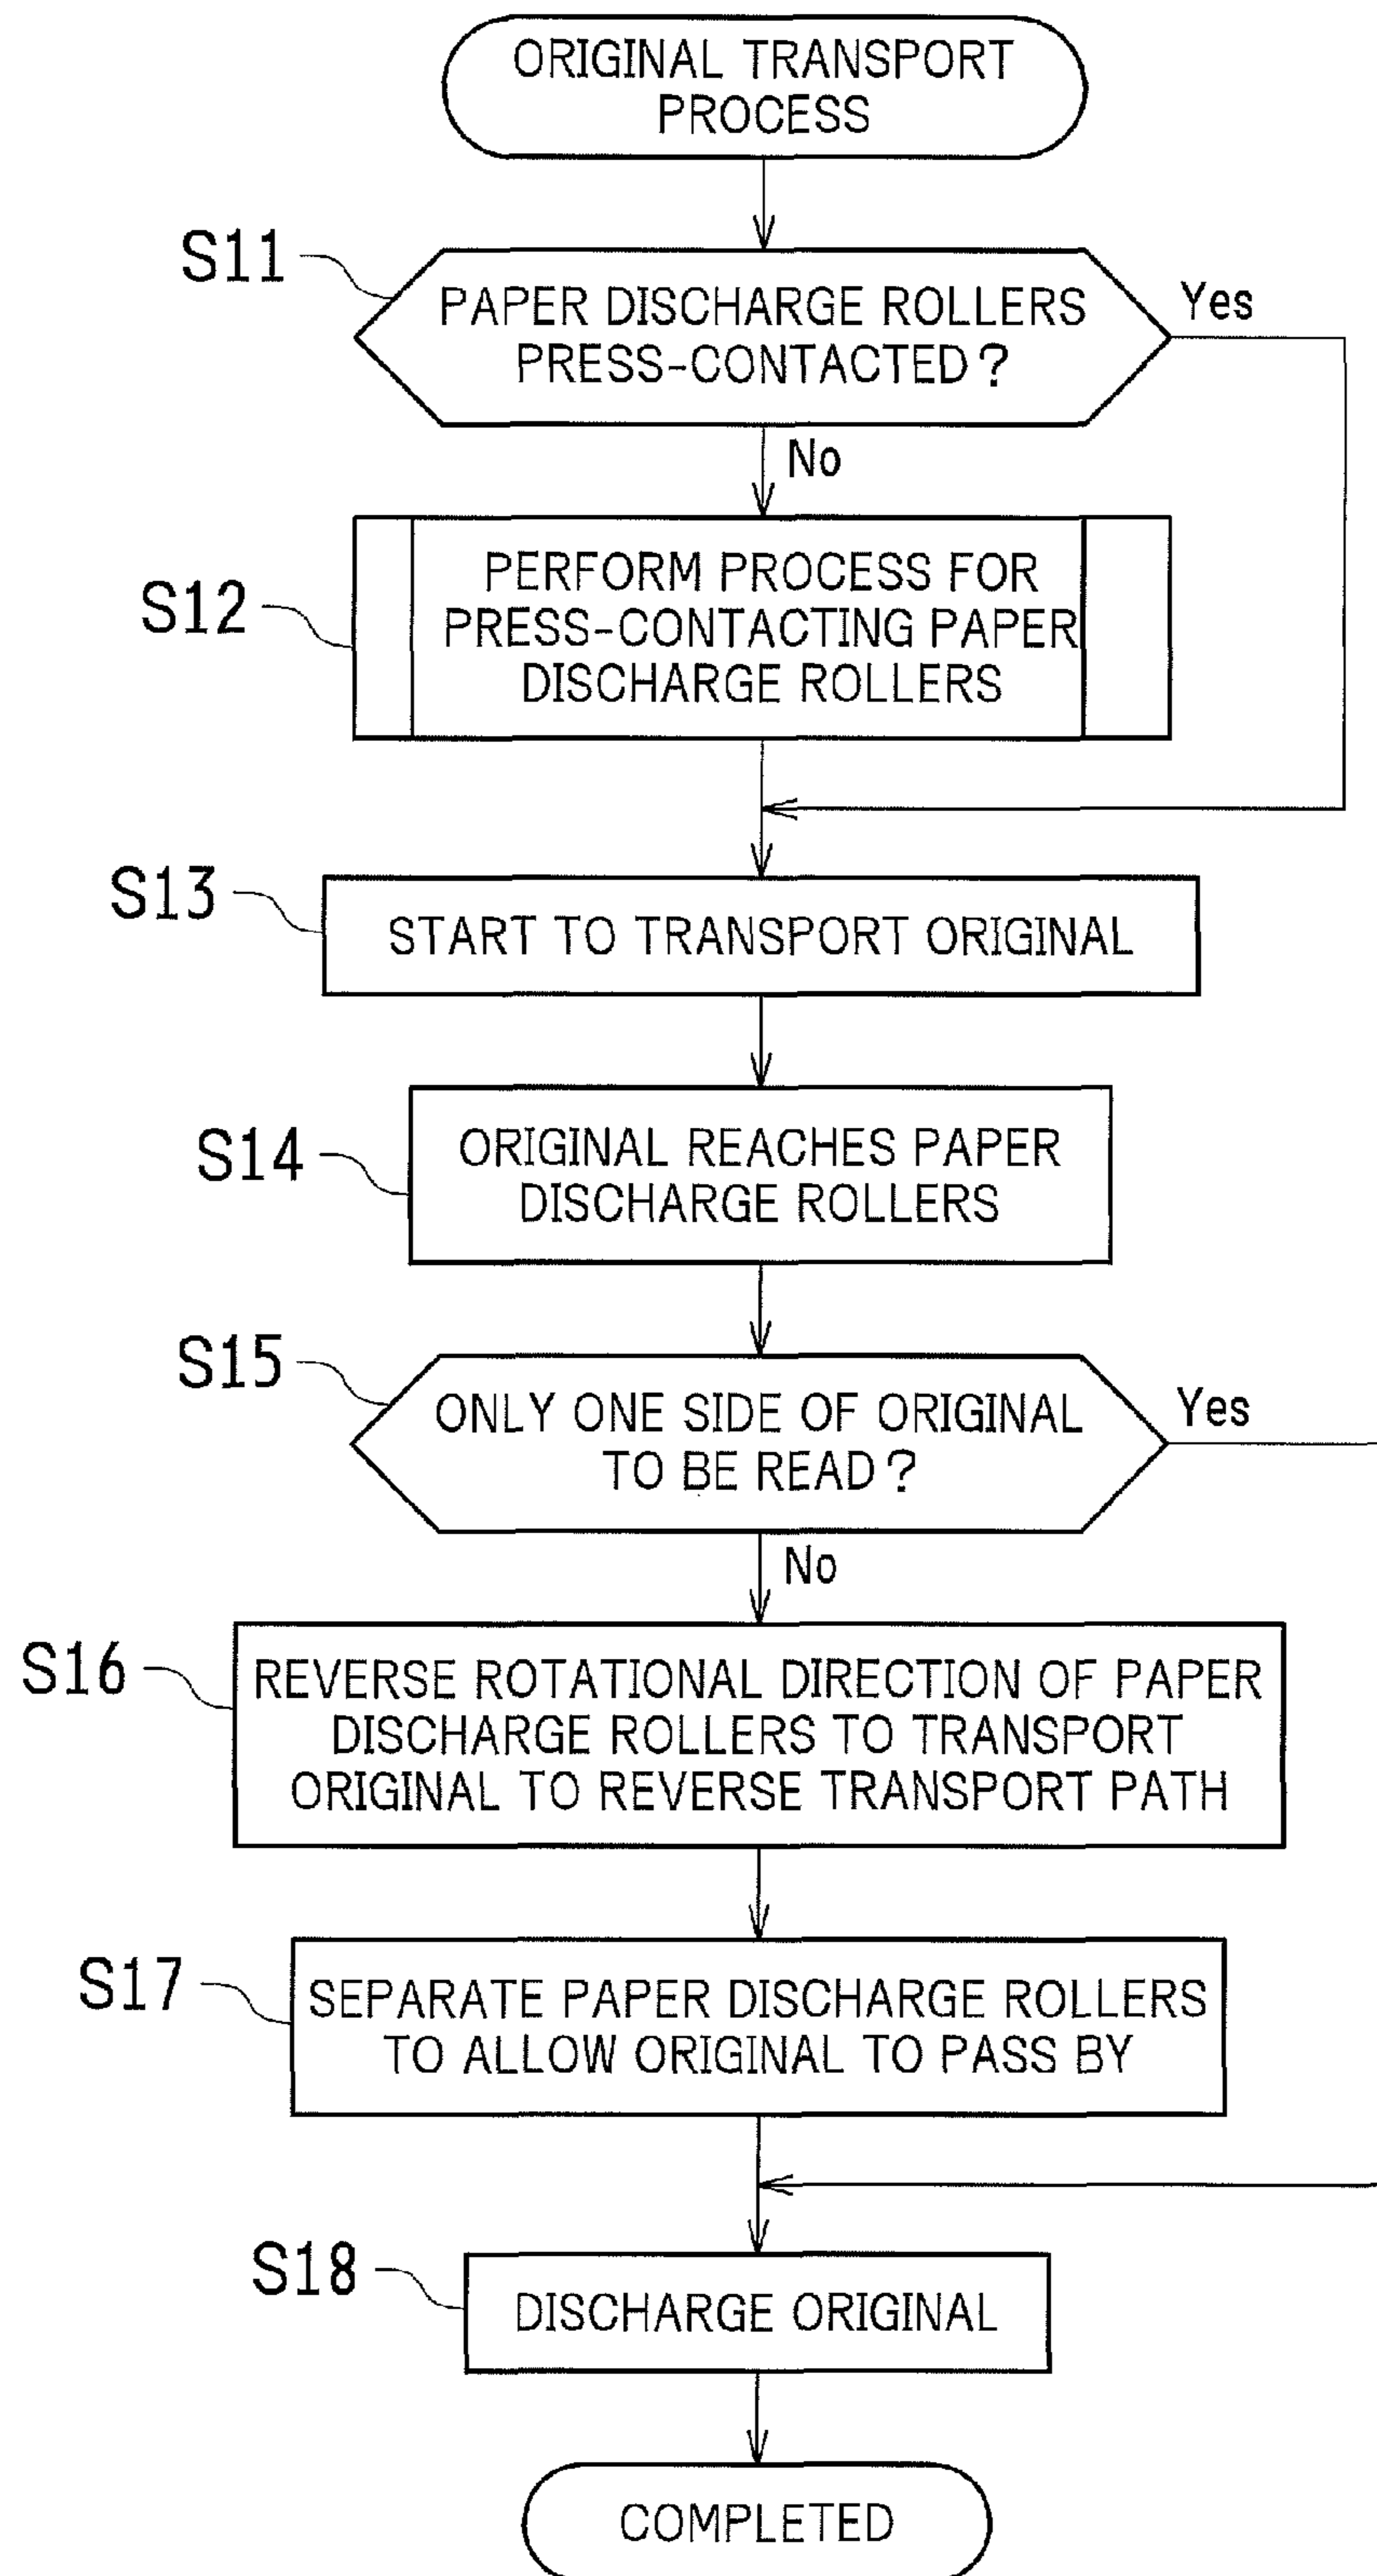 ORIGINAL TRANSPORT
PROCESS
S11
PAPER DISCHARGE ROLLERS
PRESS-CONTACTED?
Yes
No
S12
PERFORM PROCESS FOR
PRESS-CONTACTING PAPER
DISCHARGE ROLLERS
S13
START TO TRANSPORT ORIGINAL
S14
ORIGINAL REACHES PAPER
DISCHARGE ROLLERS
S15
ONLY ONE SIDE OF ORIGINAL
TO BE READ?
Yes
No
S16
REVERSE ROTATIONAL DIRECTION OF PAPER
DISCHARGE ROLLERS TO TRANSPORT
ORIGINAL TO REVERSE TRANSPORT PATH
S17
SEPARATE PAPER DISCHARGE ROLLERS
TO ALLOW ORIGINAL TO PASS BY
S18
DISCHARGE ORIGINAL
COMPLETED